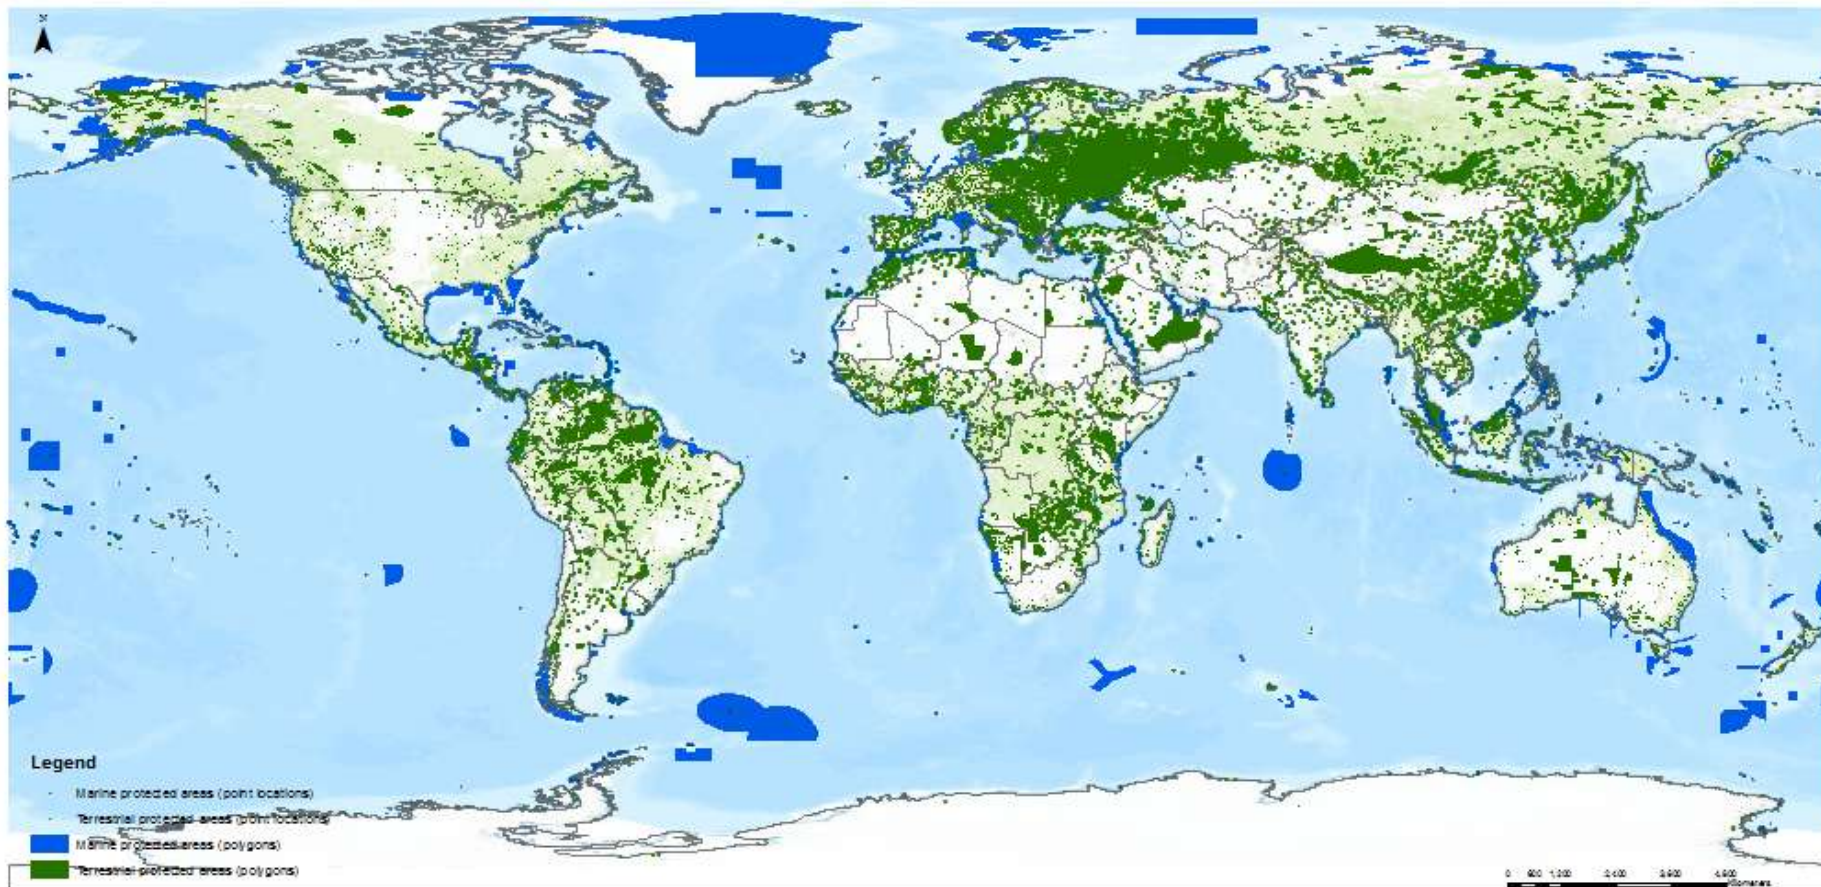 N
Legend
Marine protected areas (point locations)
Terrestrial protected areas (point locations)
Marine protected areas (polygons)
Terrestrial protected areas (polygons)
Kilometers